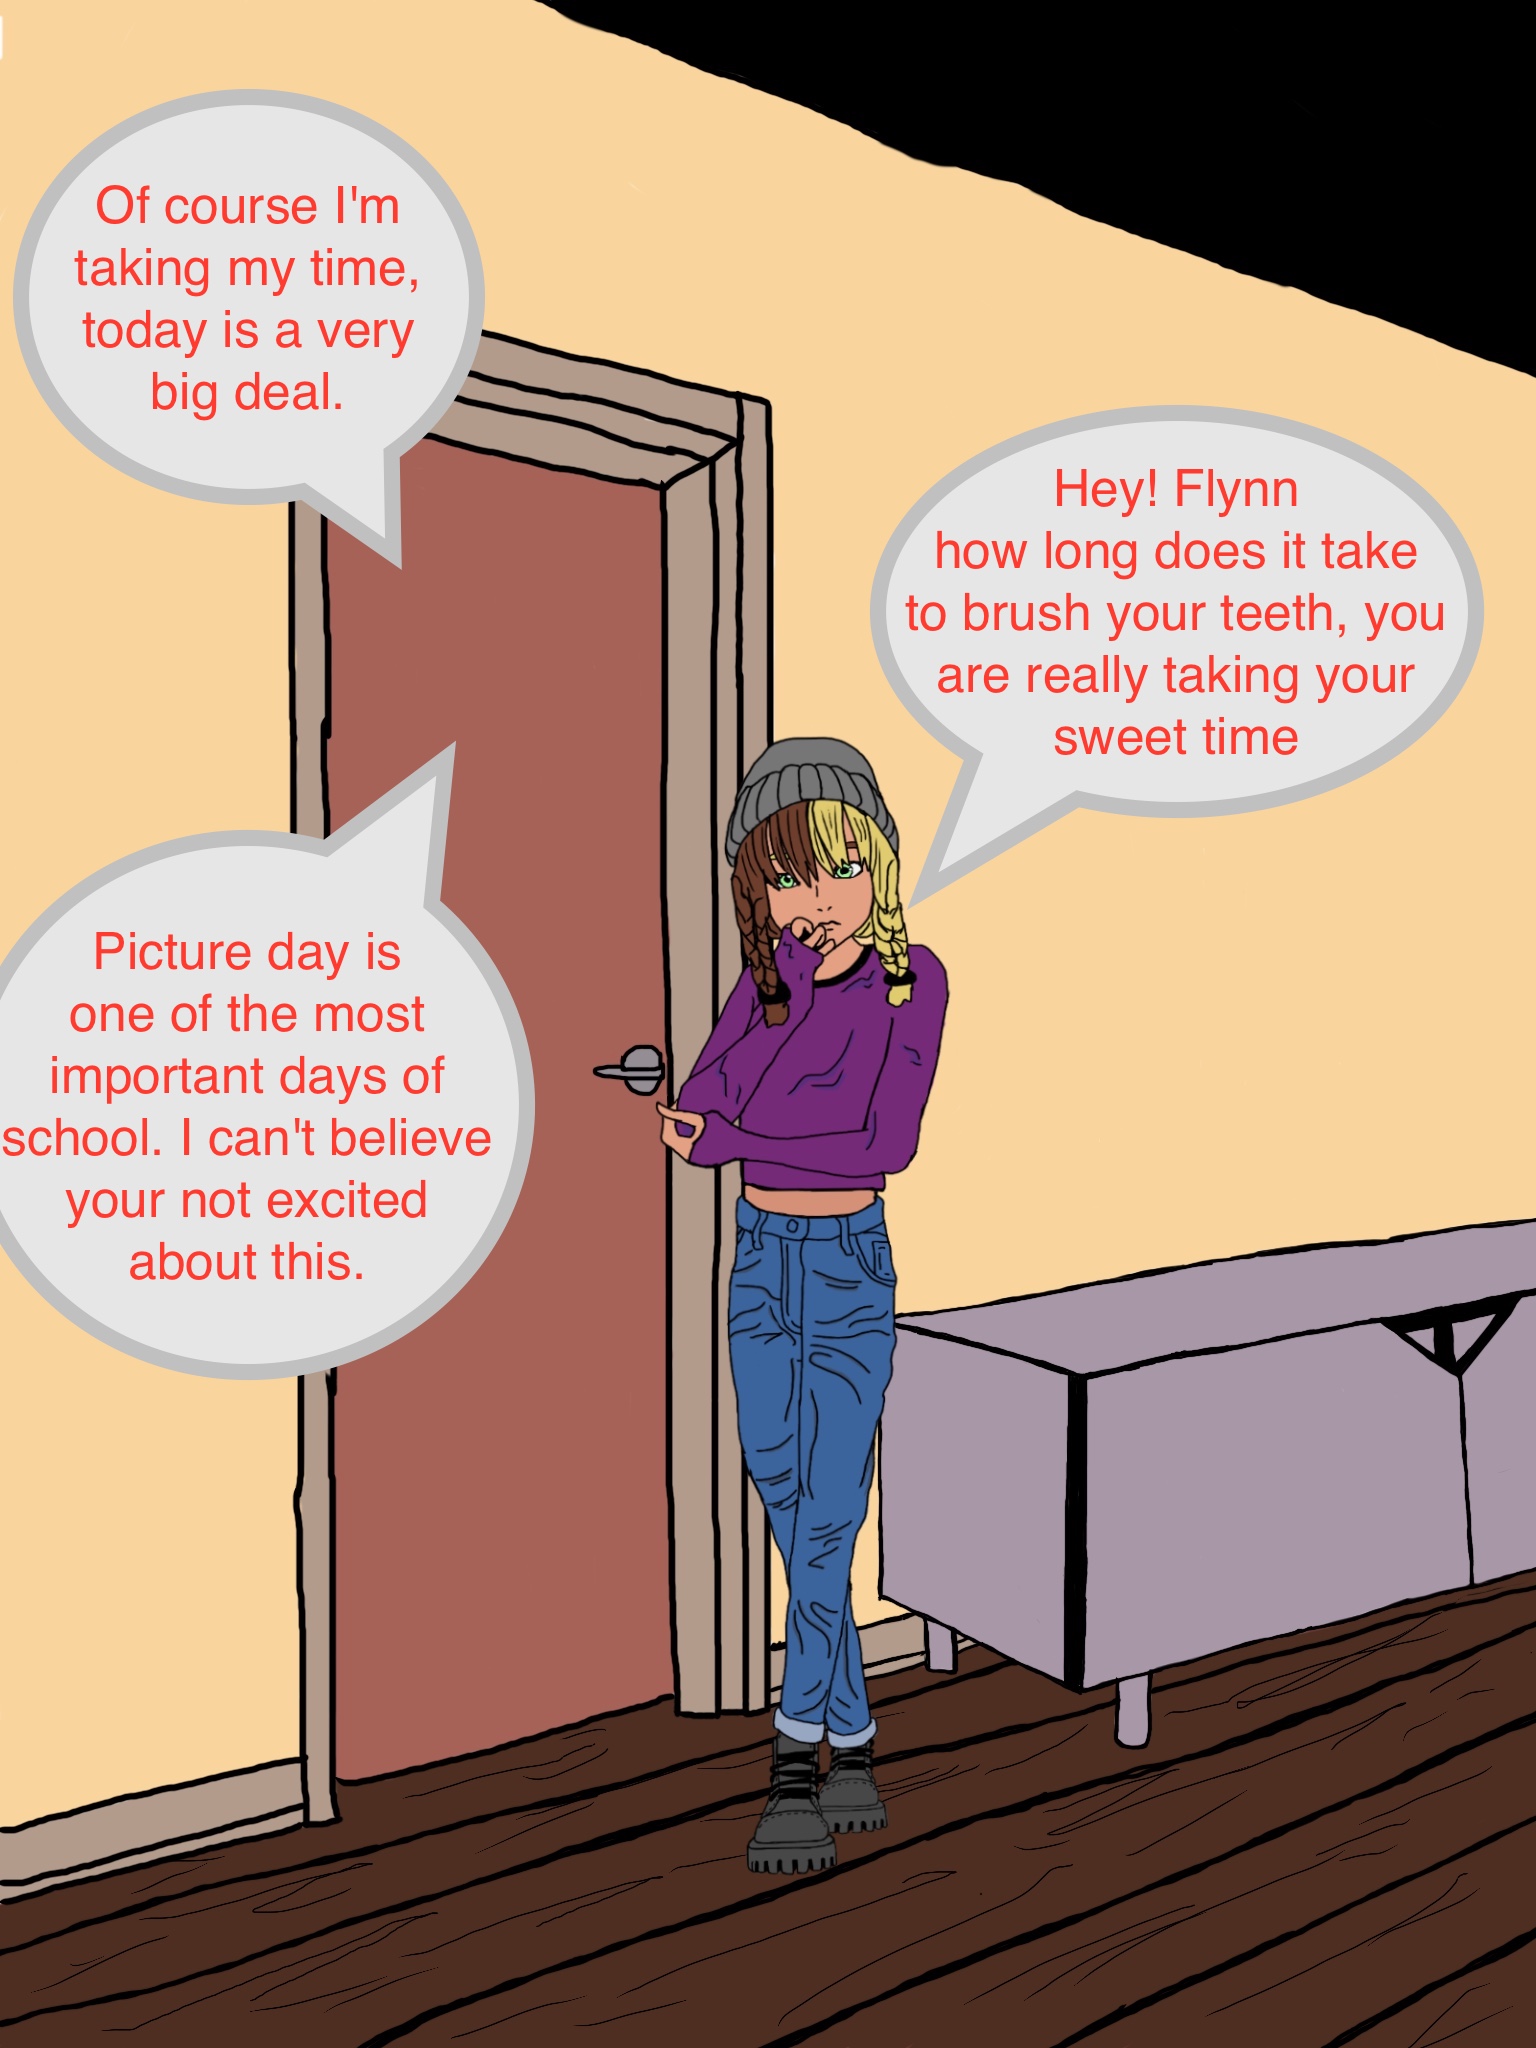 Of course I'm
taking my time,
today is a very
big deal.
Hey! Flynn
how long does it take
to brush your teeth, you
are really taking your
sweet time
Picture day is
one of the most
important days of
school. I can't believe
your not excited
about this.